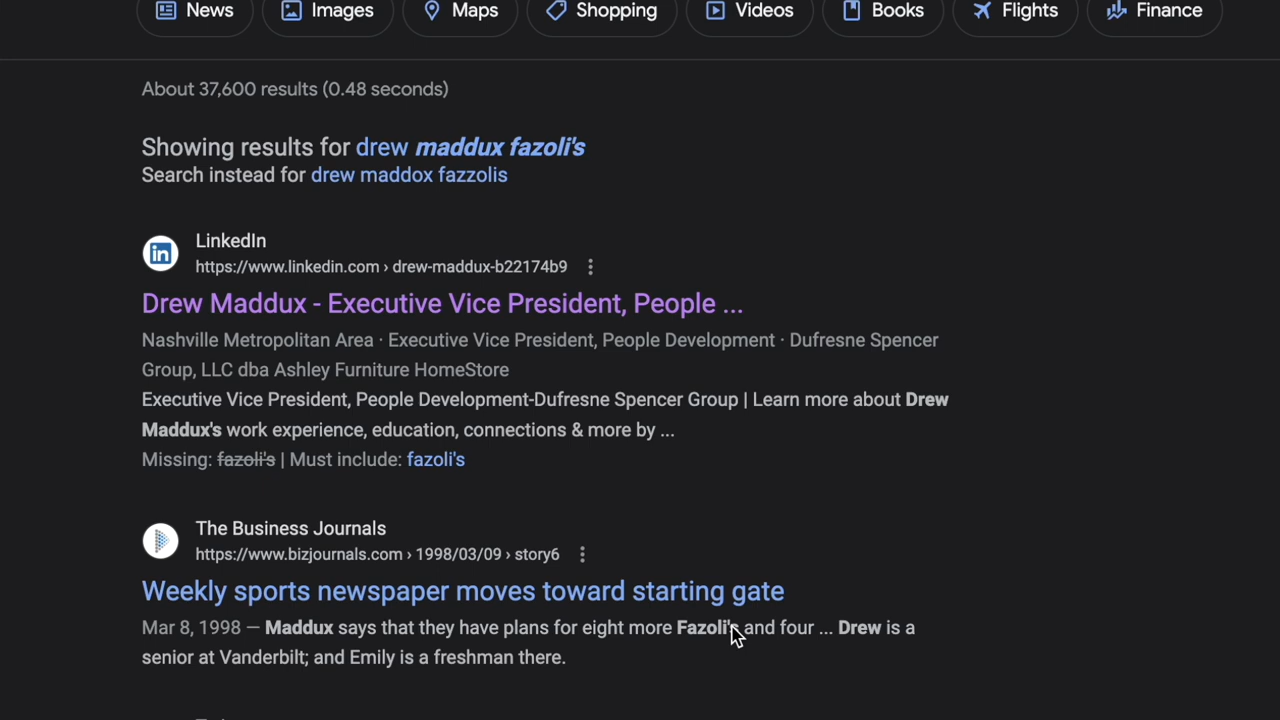 News Images Maps Shopping Videos Books Flights Finance
About 37,600 results (0.48 seconds)
Showing results for drew maddux fazoli's
Search instead for drew maddox fazzolis
LinkedIn
https://www.linkedin.com › drew-maddux-b22174b9
Drew Maddux - Executive Vice President, People ...
Nashville Metropolitan Area · Executive Vice President, People Development · Dufresne Spencer
Group, LLC dba Ashley Furniture HomeStore
Executive Vice President, People Development-Dufresne Spencer Group | Learn more about Drew
Maddux's work experience, education, connections & more by ...
Missing: fazoli's | Must include: fazoli's
The Business Journals
https://www.bizjournals.com › 1998/03/09 › story6
Weekly sports newspaper moves toward starting gate
Mar 8, 1998 — Maddux says that they have plans for eight more Fazoli's and four ... Drew is a
senior at Vanderbilt; and Emily is a freshman there.